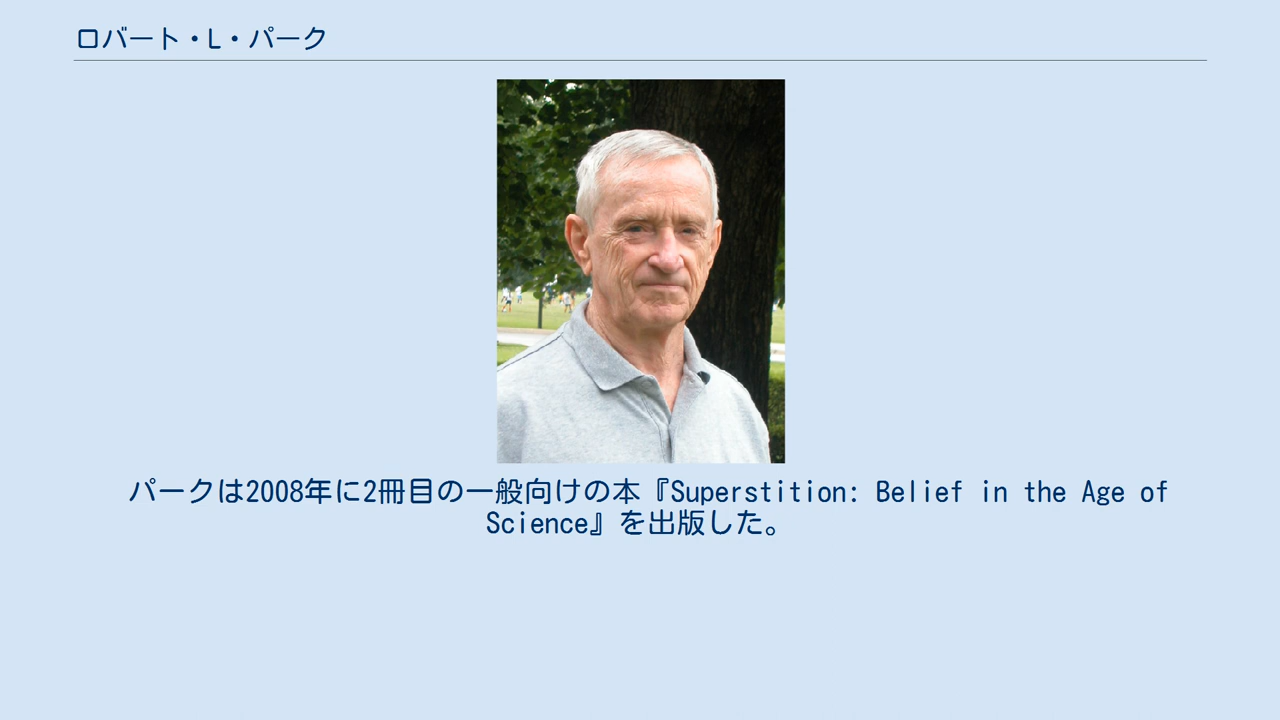 ロバート・L・パーク
パークは2008年に2冊目の一般向けの本『Superstition: Belief in the Age of
Science』を出版した。